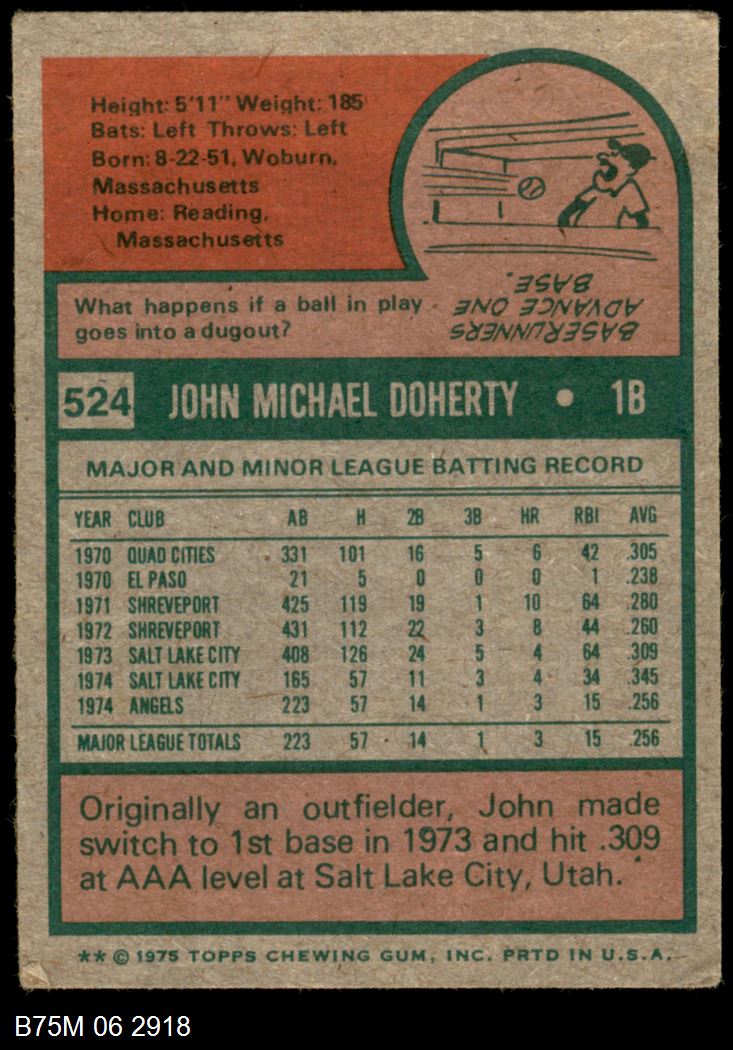 Height: 5'11" Weight: 185
Bats: Left Throws: Left
Born: 8-22-51, Woburn,
Massachusetts
Home: Reading,
Massachusetts
What happens if a ball in play
goes into a dugout?
BASERUNNERS
ADVANCE ONE
BASE.
524 JOHN MICHAEL DOHERTY • 1B
MAJOR AND MINOR LEAGUE BATTING RECORD
YEAR CLUB AB H 2B 3B HR RBI AVG
1970 QUAD CITIES 331 101 16 5 6 42 .305
1970 EL PASO 21 5 0 0 0 1 .238
1971 SHREVEPORT 425 119 19 1 10 64 .280
1972 SHREVEPORT 431 112 22 3 8 44 .260
1973 SALT LAKE CITY 408 126 24 5 4 64 .309
1974 SALT LAKE CITY 165 57 11 3 4 34 .345
1974 ANGELS 223 57 14 1 3 15 .256
MAJOR LEAGUE TOTALS 223 57 14 1 3 15 .256
Originally an outfielder, John made
switch to 1st base in 1973 and hit .309
at AAA level at Salt Lake City, Utah.
** © 1975 TOPPS CHEWING GUM, INC. PRTD IN U.S.A.
B75M 06 2918